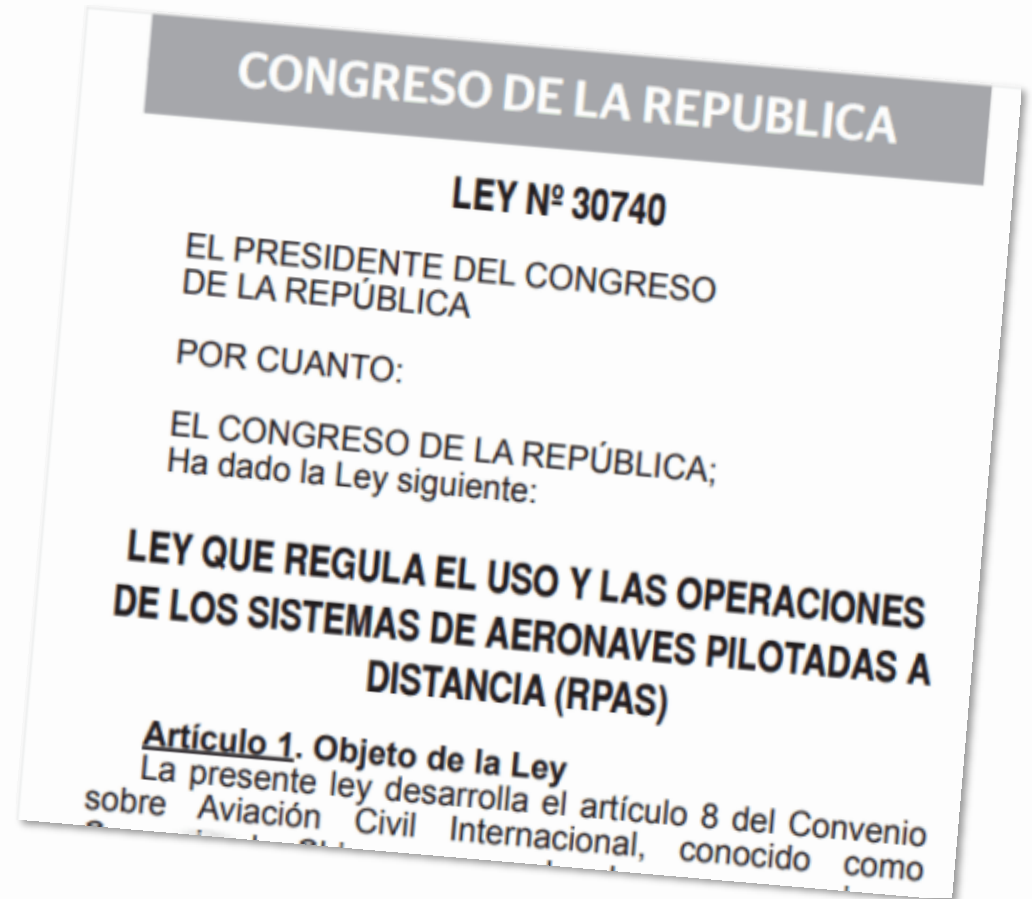 CONGRESO DE LA REPUBLICA
LEY Nº 30740
EL PRESIDENTE DEL CONGRESO
DE LA REPÚBLICA
POR CUANTO:
EL CONGRESO DE LA REPÚBLICA;
Ha dado la Ley siguiente:
LEY QUE REGULA EL USO Y LAS OPERACIONES
DE LOS SISTEMAS DE AERONAVES PILOTADAS A
DISTANCIA (RPAS)
Artículo 1. Objeto de la Ley
La presente ley desarrolla el artículo 8 del Convenio
sobre Aviación Civil Internacional, conocido como